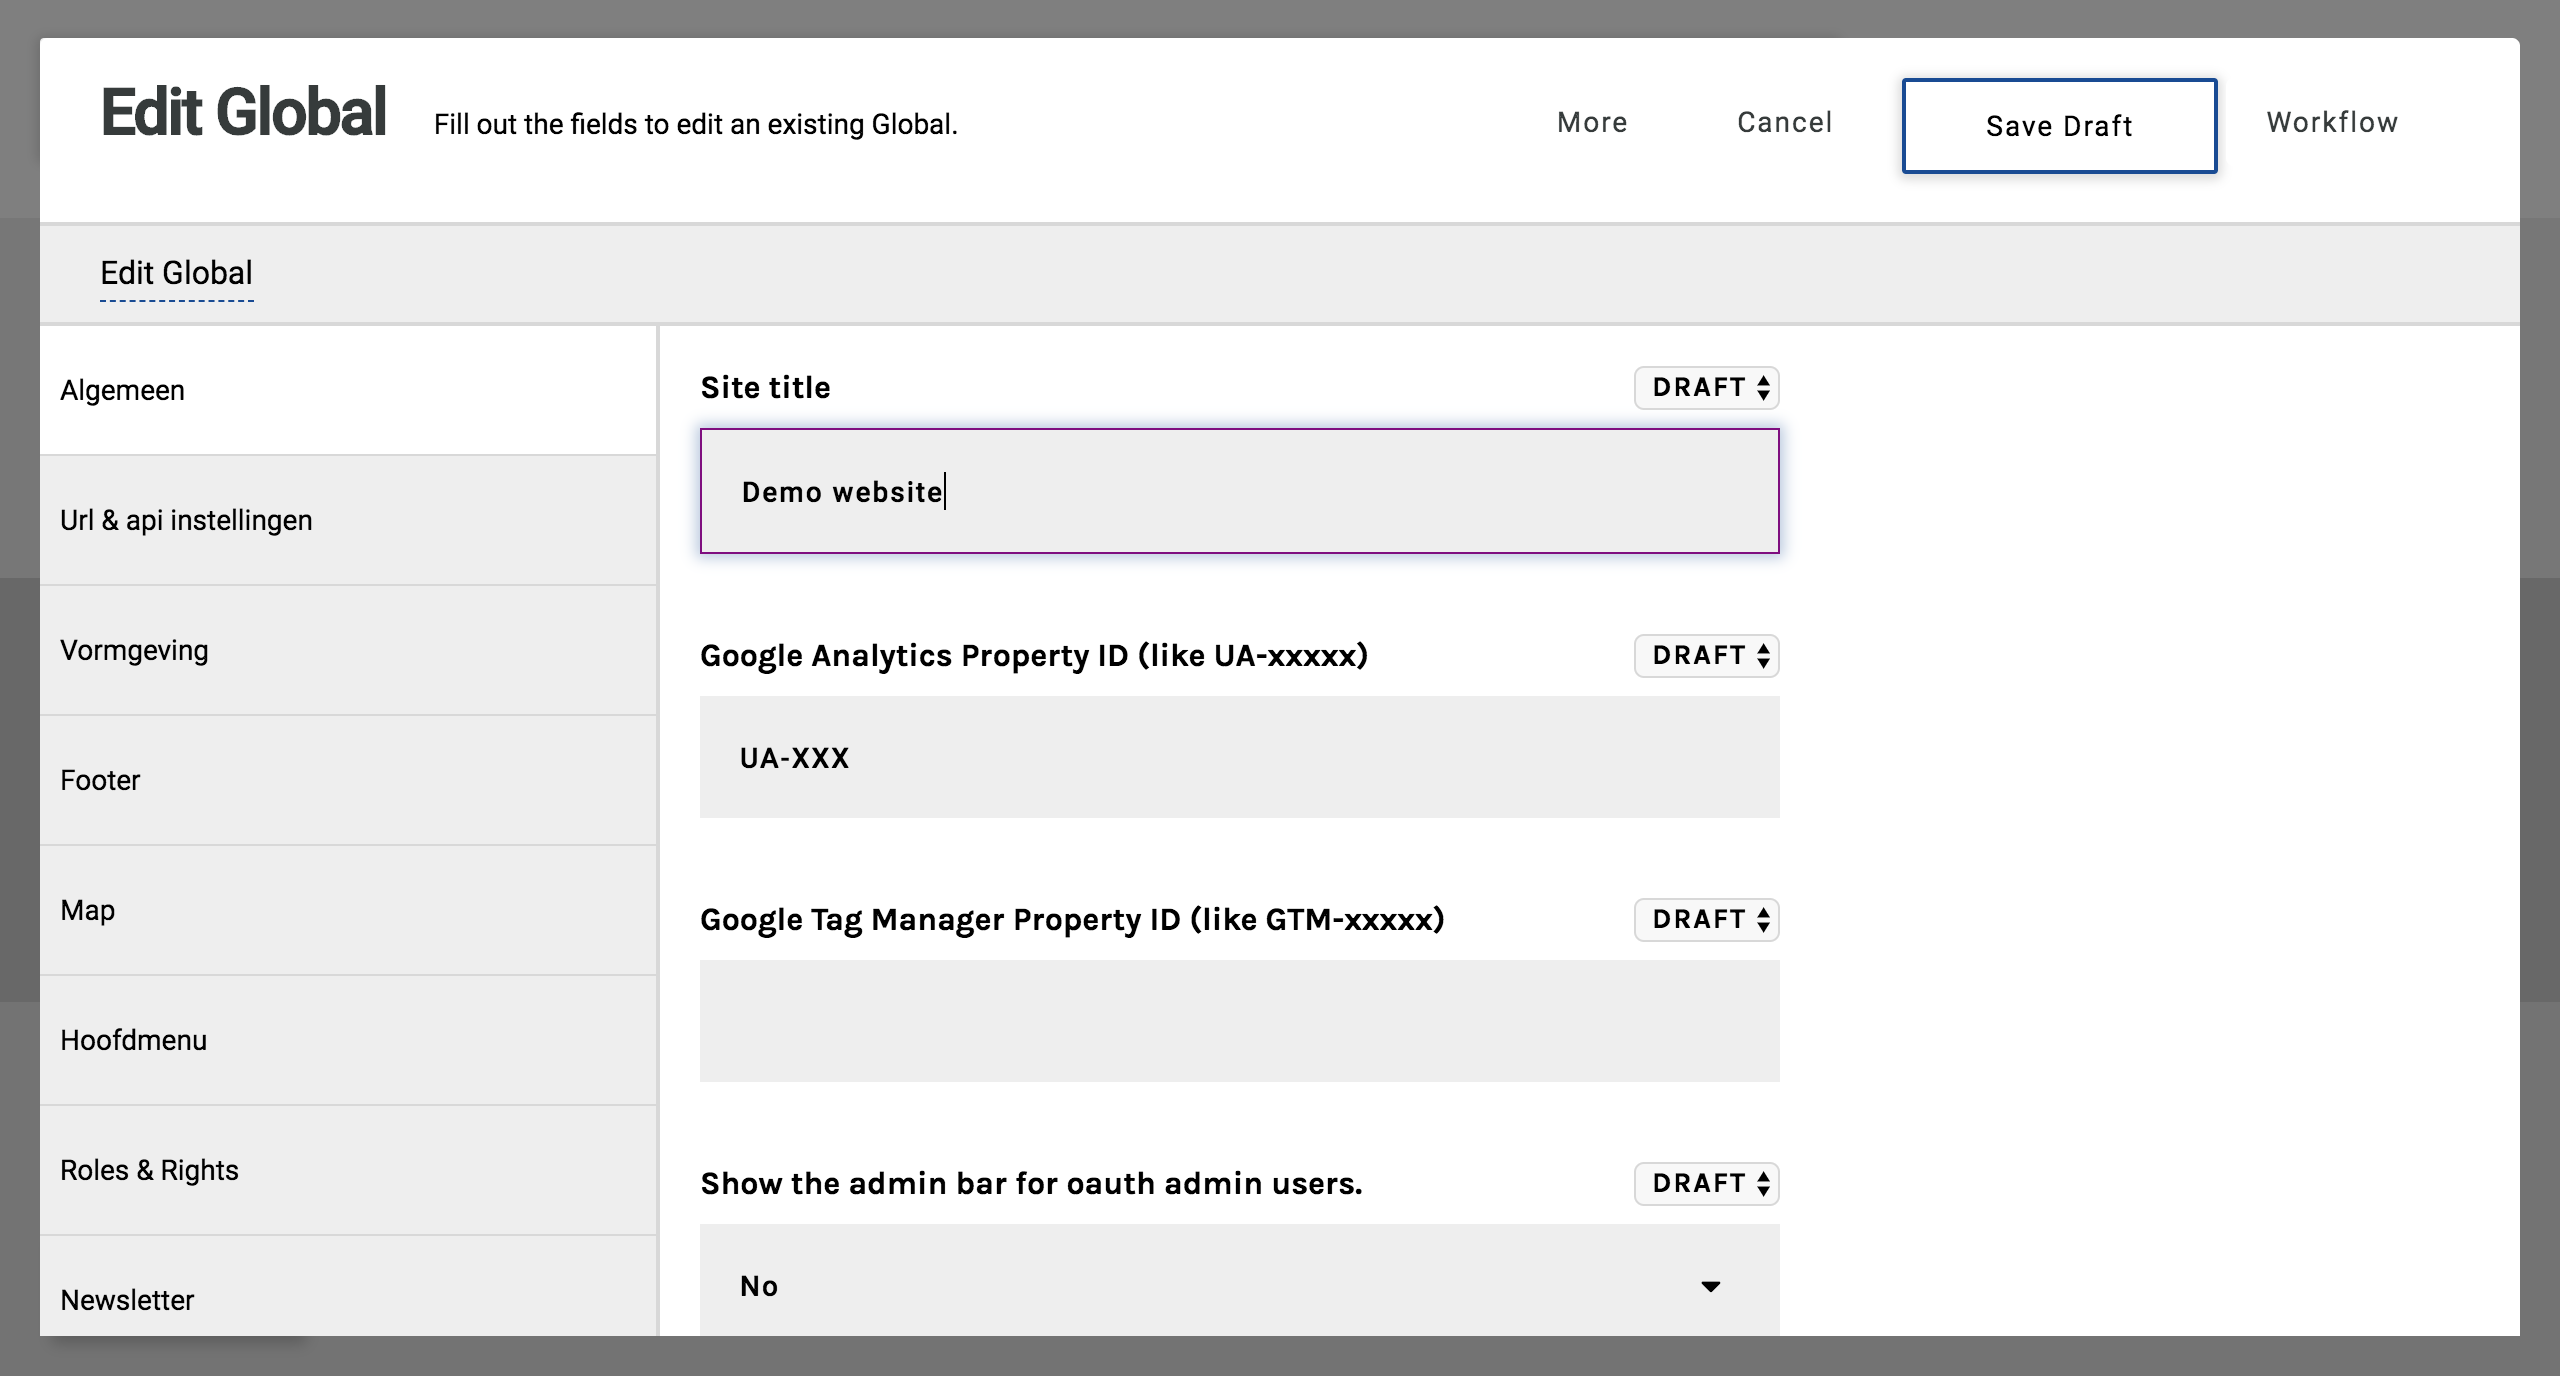 Edit Global
Fill out the fields to edit an existing Global.
More
Cancel
Save Draft
Workflow
Edit Global
Algemeen
Url & api instellingen
Vormgeving
Footer
Map
Hoofdmenu
Roles & Rights
Newsletter
Site title
DRAFT
Demo website
Google Analytics Property ID (like UA-xxxxx)
DRAFT
UA-XXX
Google Tag Manager Property ID (like GTM-xxxxx)
DRAFT
Show the admin bar for oauth admin users.
DRAFT
No